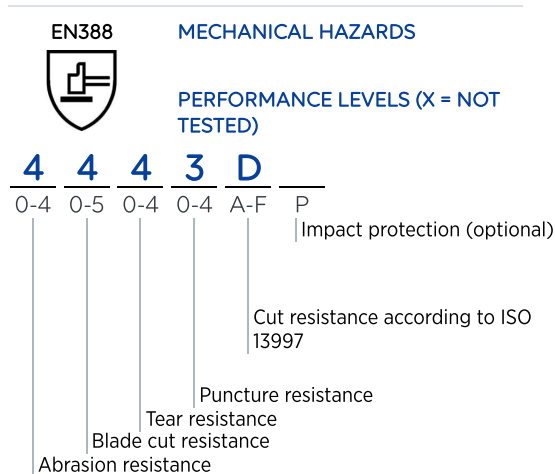 EN388
MECHANICAL HAZARDS
PERFORMANCE LEVELS (X = NOT
TESTED)
4 4 4 3 D
0-4 0-5 0-4 0-4 A-F P
Impact protection (optional)
Cut resistance according to ISO
13997
Puncture resistance
Tear resistance
Blade cut resistance
Abrasion resistance